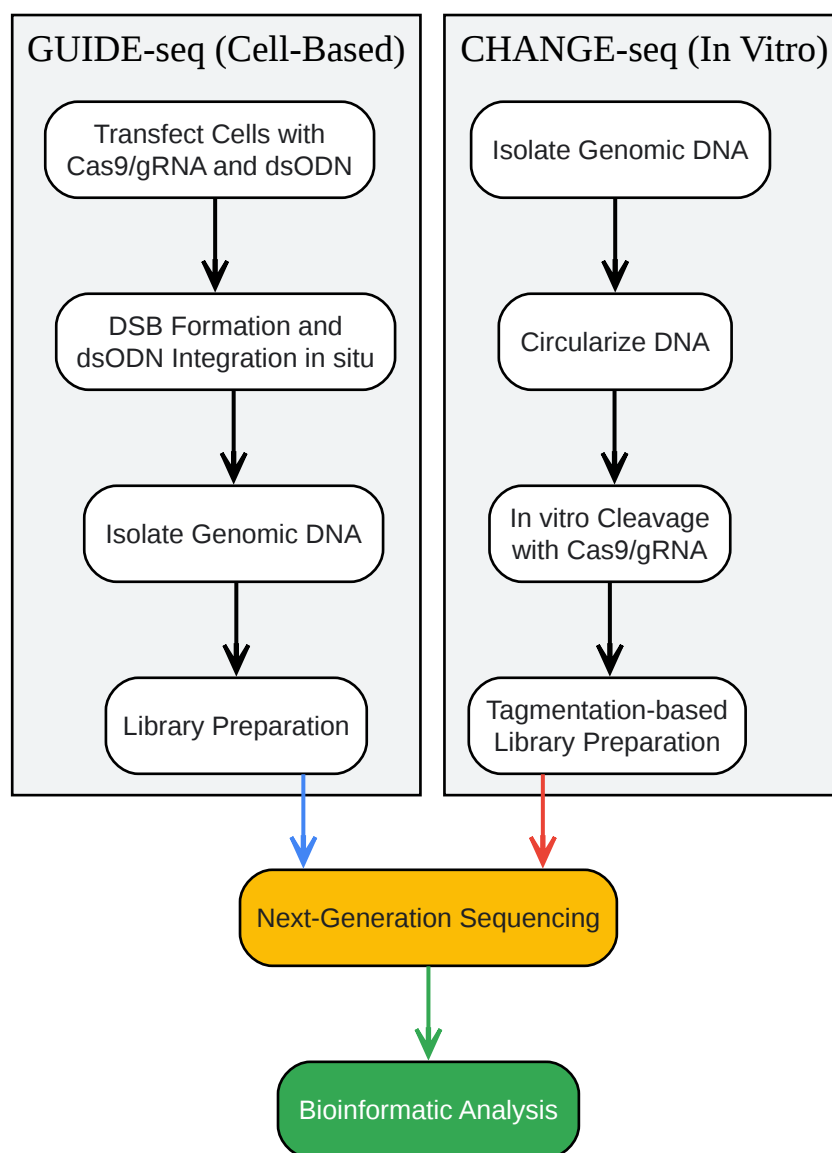 GUIDE-seq (Cell-Based)
Transfect Cells with
Cas9/gRNA and dsODN
DSB Formation and
dsODN Integration in situ
Isolate Genomic DNA
Library Preparation
CHANGE-seq (In Vitro)
Isolate Genomic DNA
Circularize DNA
In vitro Cleavage
with Cas9/gRNA
Tagmentation-based
Library Preparation
Next-Generation Sequencing
Bioinformatic Analysis